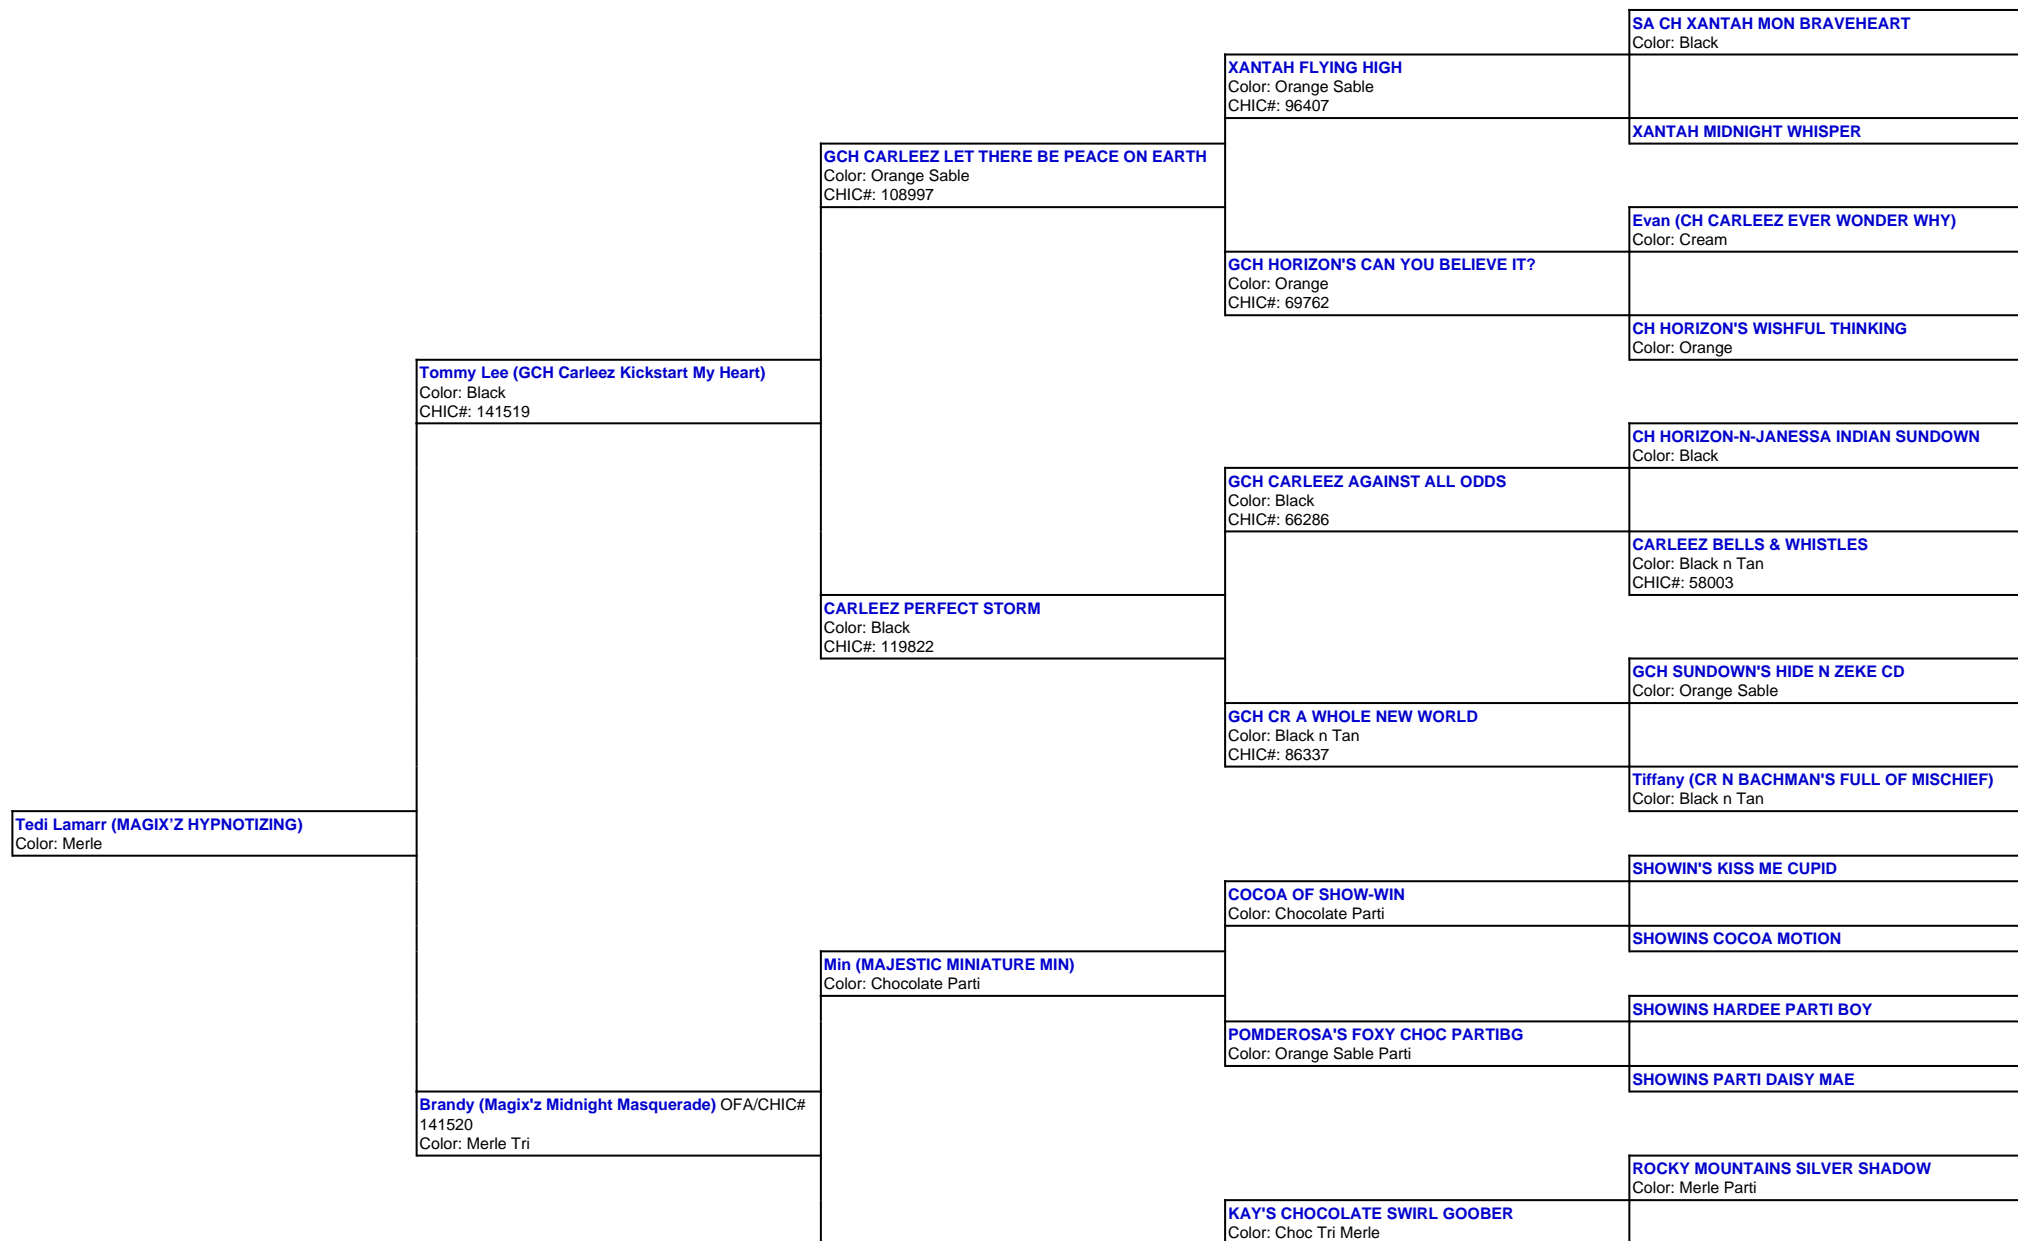 SA CH XANTAH MON BRAVEHEART
Color: Black
XANTAH FLYING HIGH
Color: Orange Sable
CHIC#: 96407
XANTAH MIDNIGHT WHISPER
GCH CARLEEZ LET THERE BE PEACE ON EARTH
Color: Orange Sable
CHIC#: 108997
Evan (CH CARLEEZ EVER WONDER WHY)
Color: Cream
GCH HORIZON'S CAN YOU BELIEVE IT?
Color: Orange
CHIC#: 69762
CH HORIZON'S WISHFUL THINKING
Color: Orange
Tommy Lee (GCH Carleez Kickstart My Heart)
Color: Black
CHIC#: 141519
CH HORIZON-N-JANESSA INDIAN SUNDOWN
Color: Black
GCH CARLEEZ AGAINST ALL ODDS
Color: Black
CHIC#: 66286
CARLEEZ BELLS & WHISTLES
Color: Black n Tan
CHIC#: 58003
CARLEEZ PERFECT STORM
Color: Black
CHIC#: 119822
GCH SUNDOWN'S HIDE N ZEKE CD
Color: Orange Sable
GCH CR A WHOLE NEW WORLD
Color: Black n Tan
CHIC#: 86337
Tiffany (CR N BACHMAN'S FULL OF MISCHIEF)
Color: Black n Tan
Tedi Lamarr (MAGIX’Z HYPNOTIZING)
Color: Merle
SHOWIN'S KISS ME CUPID
COCOA OF SHOW-WIN
Color: Chocolate Parti
SHOWINS COCOA MOTION
Min (MAJESTIC MINIATURE MIN)
Color: Chocolate Parti
SHOWINS HARDEE PARTI BOY
POMDEROSA'S FOXY CHOC PARTIBG
Color: Orange Sable Parti
SHOWINS PARTI DAISY MAE
Brandy (Magix'z Midnight Masquerade) OFA/CHIC#
141520
Color: Merle Tri
ROCKY MOUNTAINS SILVER SHADOW
Color: Merle Parti
KAY'S CHOCOLATE SWIRL GOOBER
Color: Choc Tri Merle